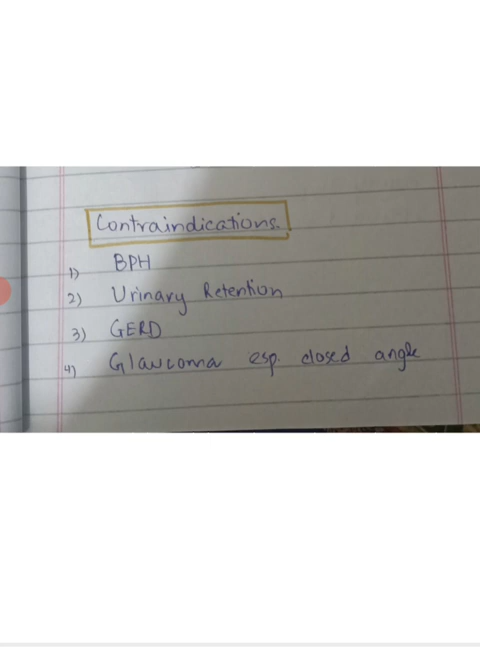 Contraindications.
1) BPH
2) Urinary Retention
3) GERD
4) Glaucoma esp. closed angle